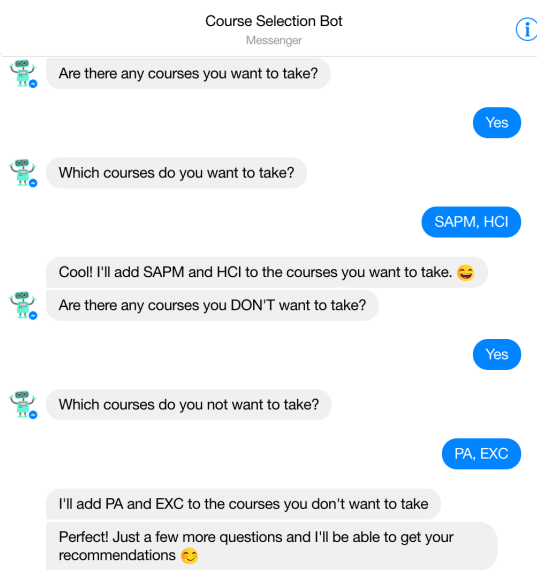 Course Selection Bot
Messenger
Are there any courses you want to take?
Yes
Which courses do you want to take?
SAPM, HCI
Cool! I'll add SAPM and HCI to the courses you want to take. 😄
Are there any courses you DON'T want to take?
Yes
Which courses do you not want to take?
PA, EXC
I'll add PA and EXC to the courses you don't want to take
Perfect! Just a few more questions and I'll be able to get your
recommendations 😊